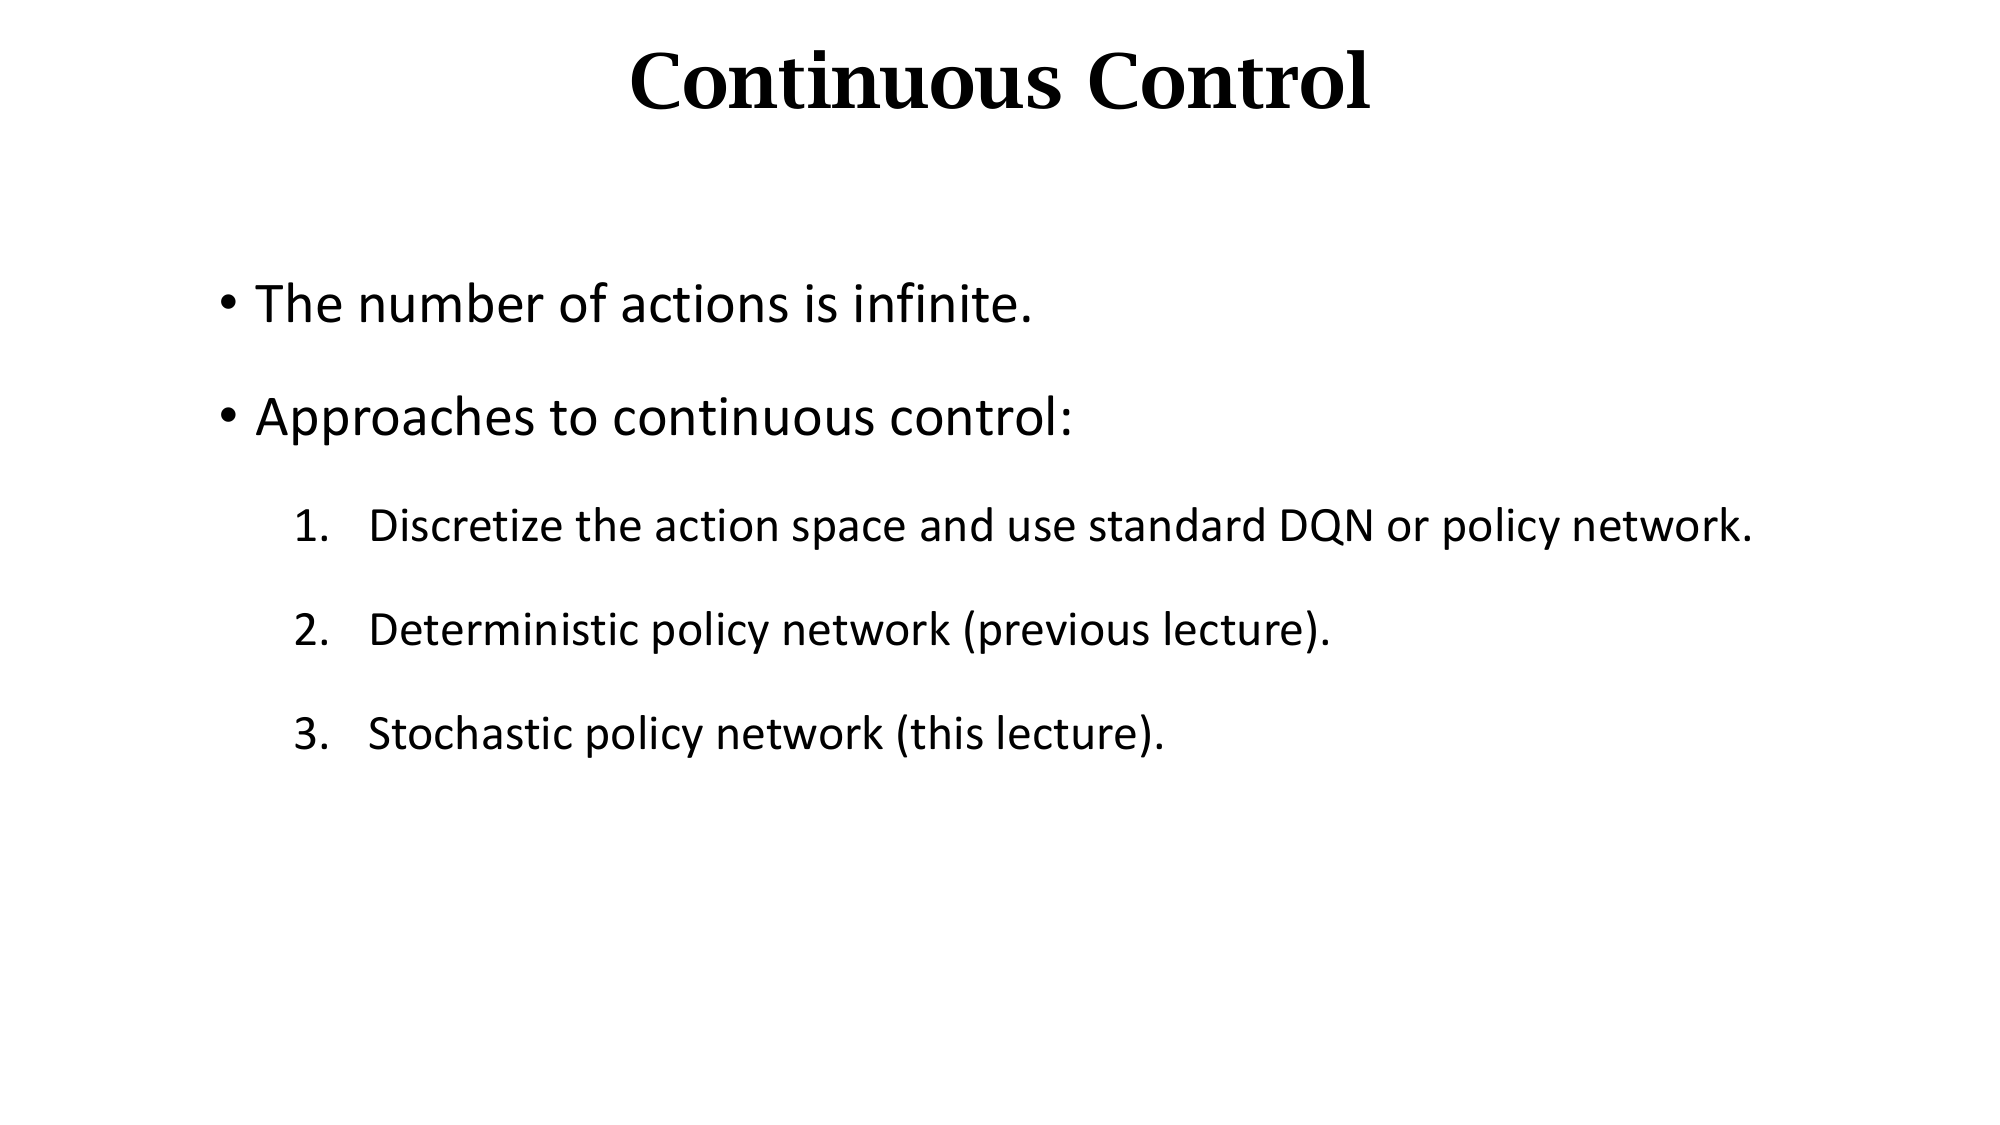 Continuous Control
• The number of actions is infinite.
• Approaches to continuous control:
1. Discretize the action space and use standard DQN or policy network.
2. Deterministic policy network (previous lecture).
3. Stochastic policy network (this lecture).